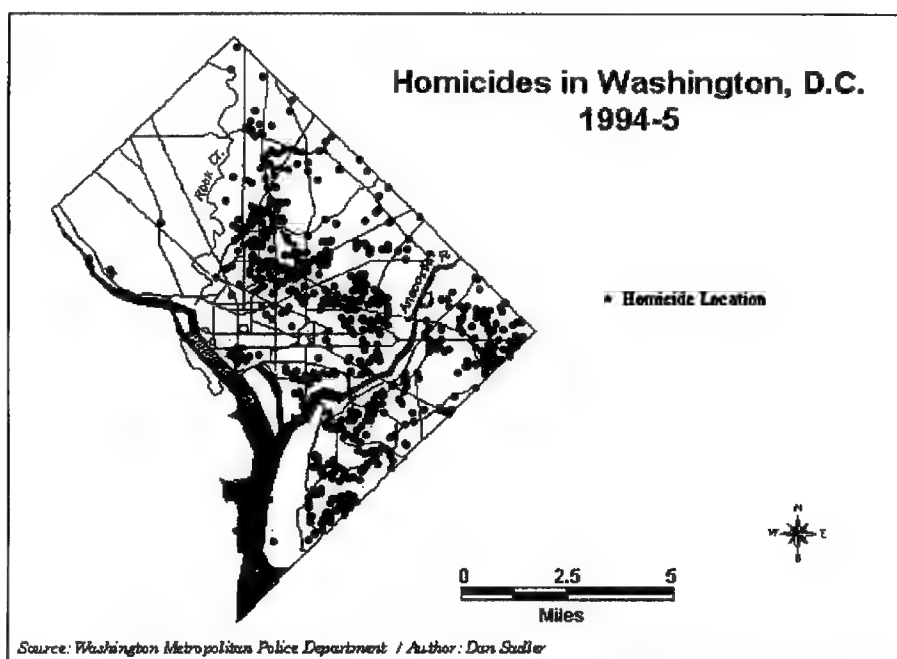 Homicides in Washington, D.C.
1994-5
Rock Cr.
Anacostia R.
Homicide Location
N
W
E
S
0 2.5 5
Miles
Source: Washington Metropolitan Police Department / Author: Dan Sadler